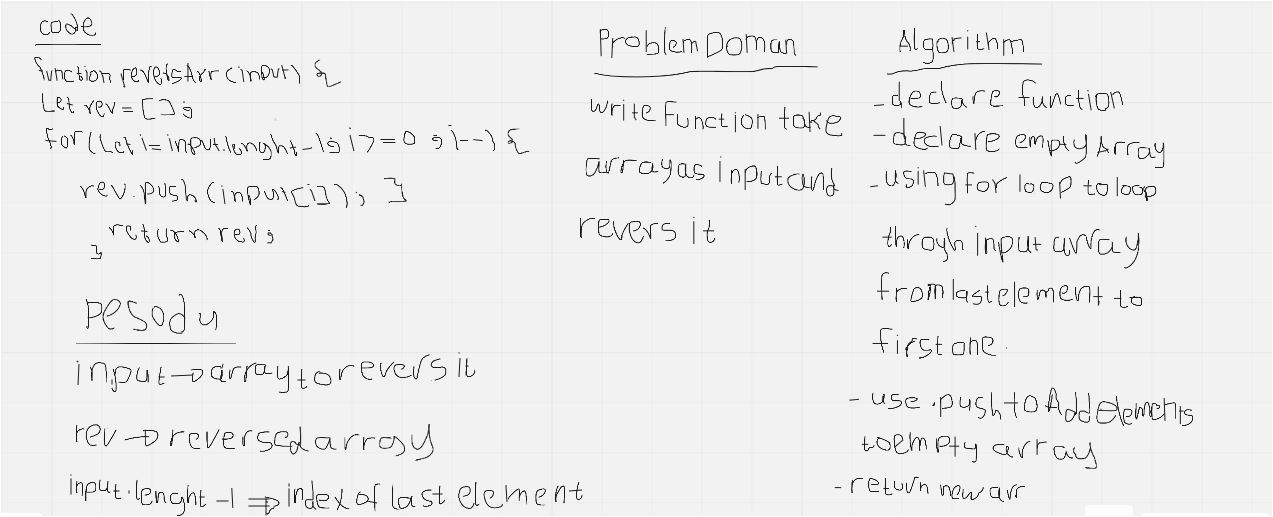 code
function reversArr(input) {
Let rev = [];
for(Let i= input.lenght-1; i>=0 ; i--) {
rev.push(input[i]); }
return rev;
}
Pesodu
input → array to revers it
rev → reversed array
input.lenght -1 ⇒ index of last element
Problem Doman
write Function take
array as input and
revers it
Algorithm
- declare function
- declare empty Array
- using for loop to loop
throgh input array
from last element to
first one.
- use .push to Add elements
to empty array
- return new arr